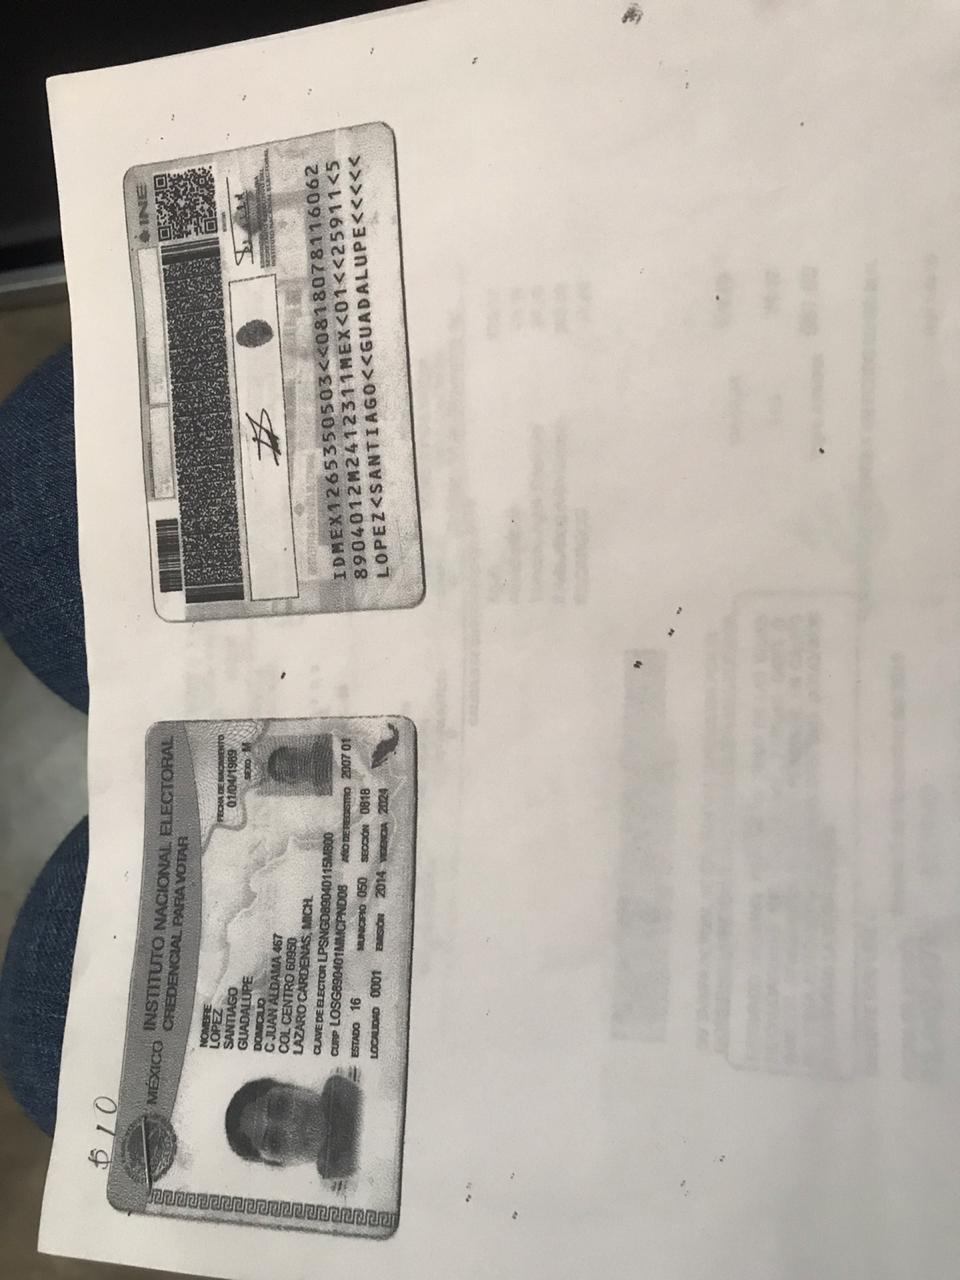 $10
MÉXICO INSTITUTO NACIONAL ELECTORAL
CREDENCIAL PARA VOTAR
NOMBRE
LOPEZ
SANTIAGO
GUADALUPE
FECHA DE NACIMIENTO
01/04/1989
SEXO M
DOMICILIO
C JUAN ALDAMA 467
COL CENTRO 60950
LAZARO CARDENAS, MICH.
CLAVE DE ELECTOR LPSNGD89040115M800
CURP LOSG890401MMCPND08 AÑO DE REGISTRO 2007 01
ESTADO 16 MUNICIPIO 050 SECCIÓN 0818
LOCALIDAD 0001 EMISIÓN 2014 VIGENCIA 2024
INE
IDMEX1265350503<<0818078116062
8904012M2412311MEX<01<<25911<5
LOPEZ<SANTIAGO<<GUADALUPE<<<<<